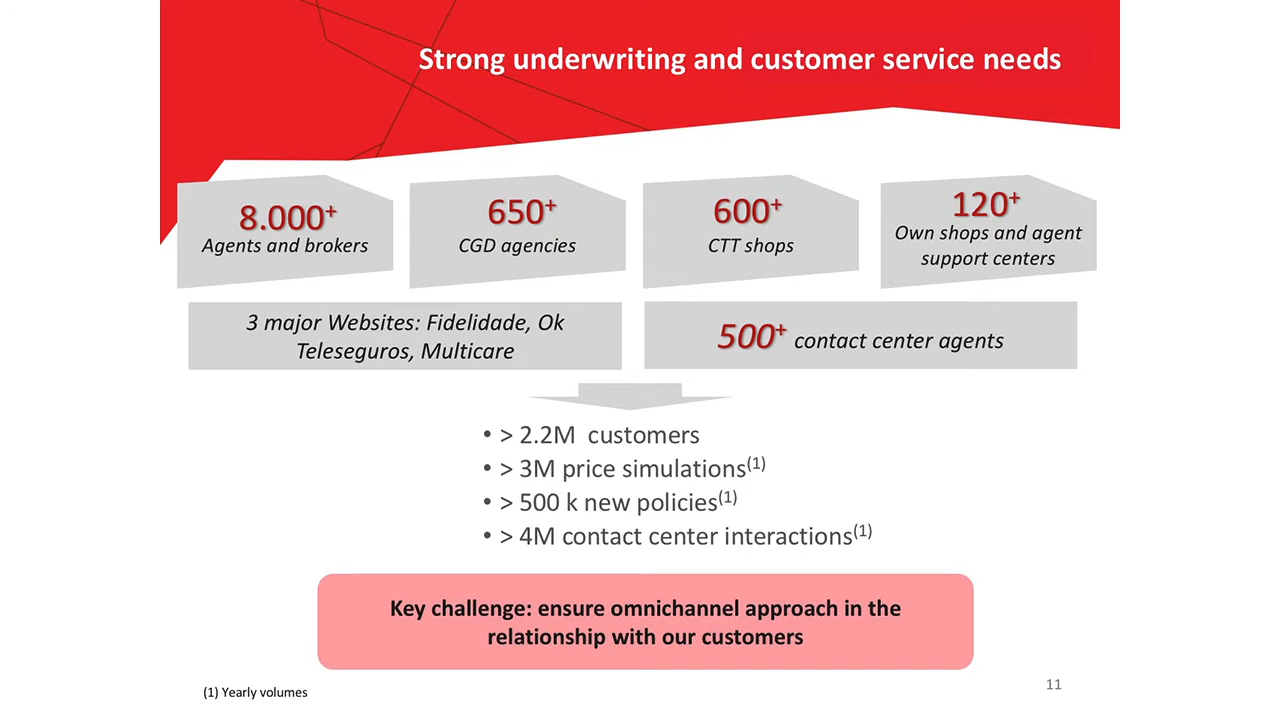 Strong underwriting and customer service needs
8.000+
Agents and brokers
650+
CGD agencies
600+
CTT shops
120+
Own shops and agent
support centers
3 major Websites: Fidelidade, Ok
Teleseguros, Multicare
500+ contact center agents
• > 2.2M customers
• > 3M price simulations(1)
• > 500 k new policies(1)
• > 4M contact center interactions(1)
Key challenge: ensure omnichannel approach in the
relationship with our customers
(1) Yearly volumes
11